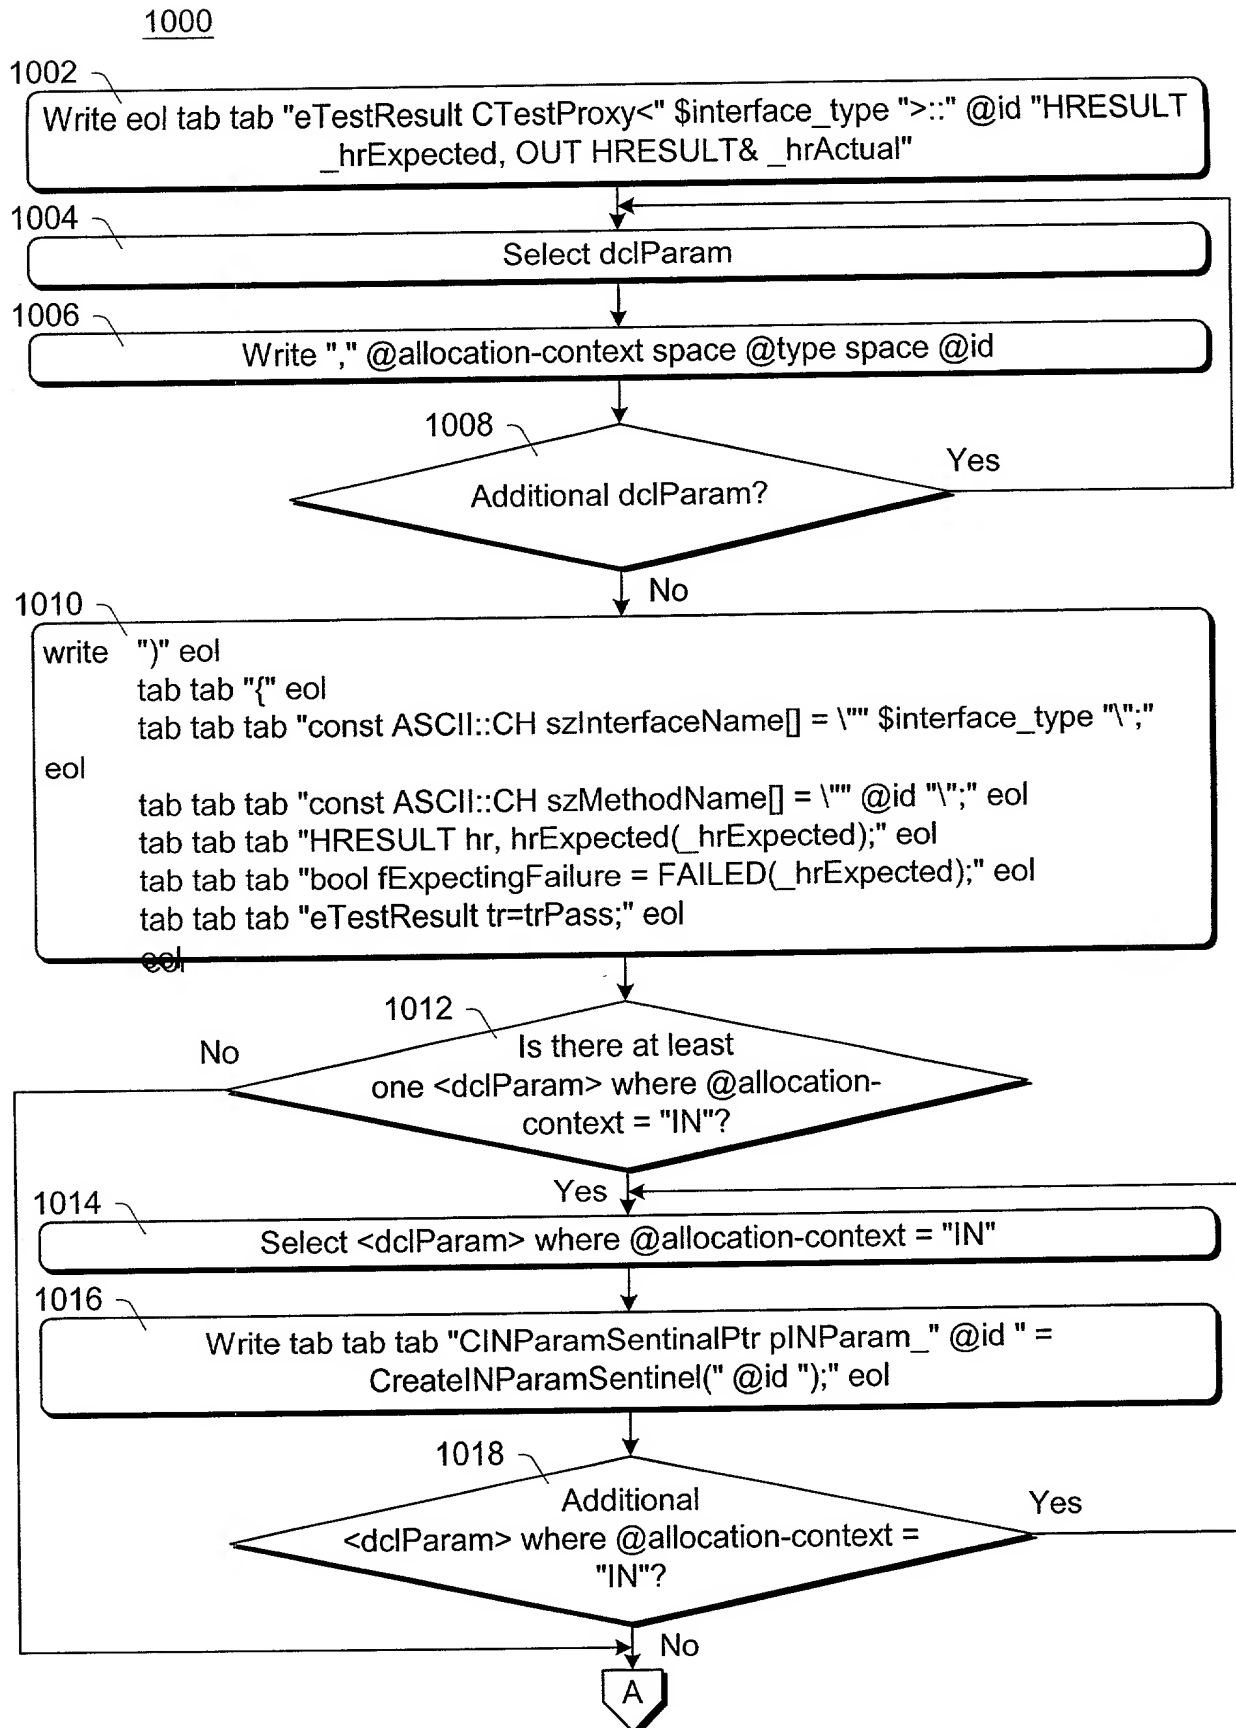 1000
1002
Write eol tab tab "eTestResult CTestProxy<" $interface_type ">::" @id "HRESULT
_hrExpected, OUT HRESULT& _hrActual"
1004
Select dclParam
1006
Write "," @allocation-context space @type space @id
1008
Additional dclParam?
Yes
No
1010
write ")" eol
tab tab "{" eol
tab tab tab "const ASCII::CH szInterfaceName[] = \"" $interface_type "\";"
eol
tab tab tab "const ASCII::CH szMethodName[] = \"" @id "\";" eol
tab tab tab "HRESULT hr, hrExpected(_hrExpected);" eol
tab tab tab "bool fExpectingFailure = FAILED(_hrExpected);" eol
tab tab tab "eTestResult tr=trPass;" eol
eol
1012
Is there at least
one <dclParam> where @allocation-
context = "IN"?
No
Yes
1014
Select <dclParam> where @allocation-context = "IN"
1016
Write tab tab tab "CINParamSentinalPtr pINParam_" @id " =
CreateINParamSentinel(" @id ");" eol
1018
Additional
<dclParam> where @allocation-context =
"IN"?
Yes
No
A